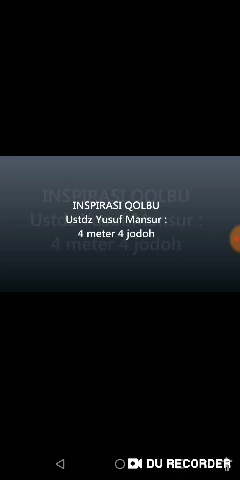 INSPIRASI QOLBU
Ustdz Yusuf Mansur :
4 meter 4 jodoh
DU RECORDER